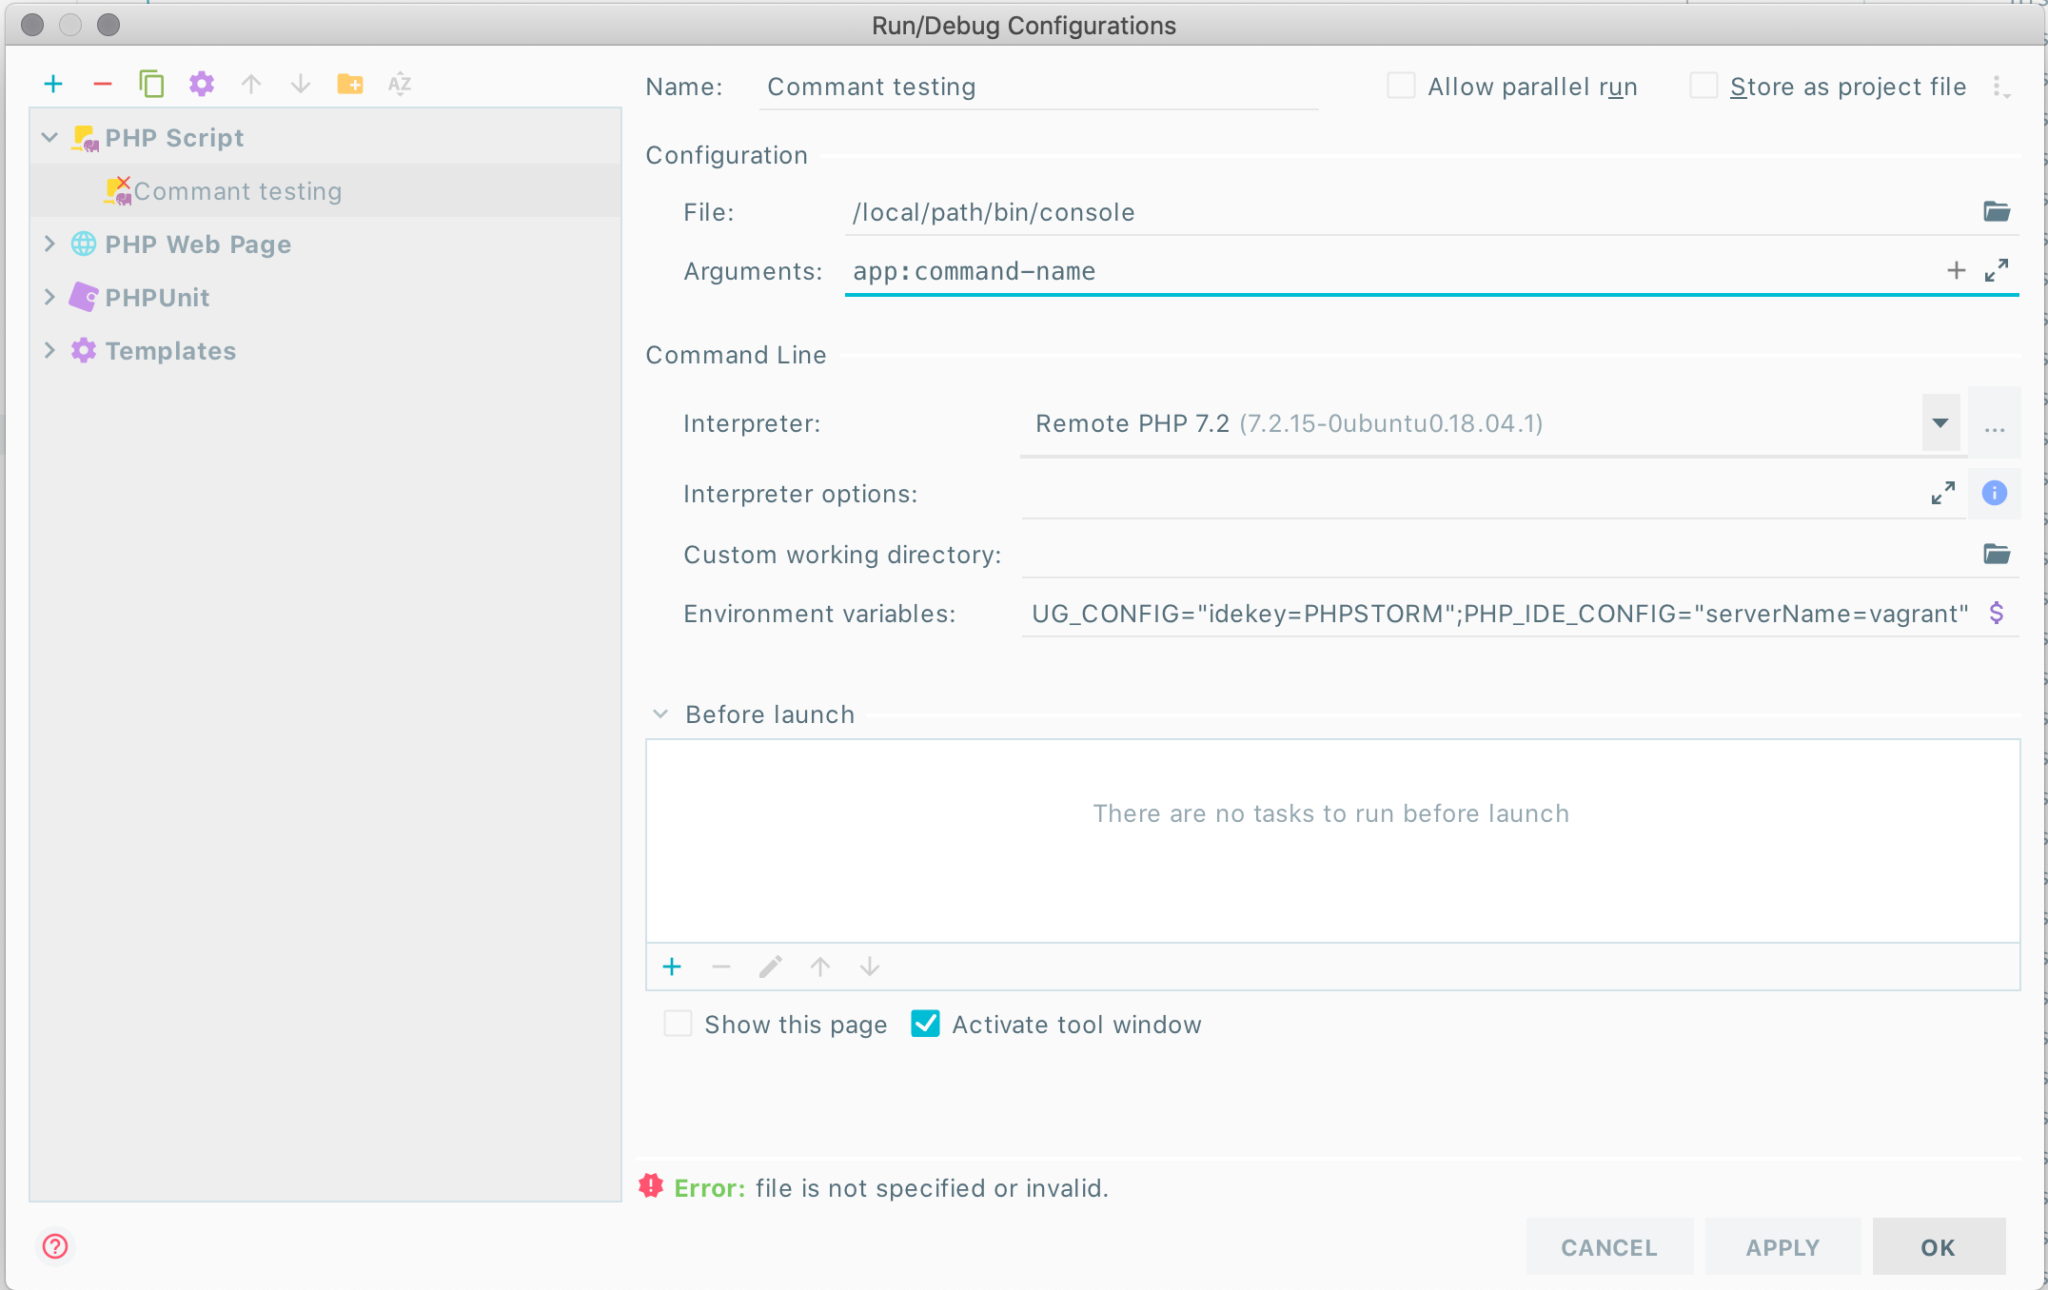 Run/Debug Configurations
Name: Commant testing
Allow parallel run
Store as project file
PHP Script
Commant testing
PHP Web Page
PHPUnit
Templates
Configuration
File: /local/path/bin/console
Arguments: app:command-name
Command Line
Interpreter: Remote PHP 7.2 (7.2.15-0ubuntu0.18.04.1)
...
Interpreter options:
Custom working directory:
Environment variables: UG_CONFIG="idekey=PHPSTORM";PHP_IDE_CONFIG="serverName=vagrant" $
Before launch
There are no tasks to run before launch
Show this page
Activate tool window
Error: file is not specified or invalid.
CANCEL
APPLY
OK